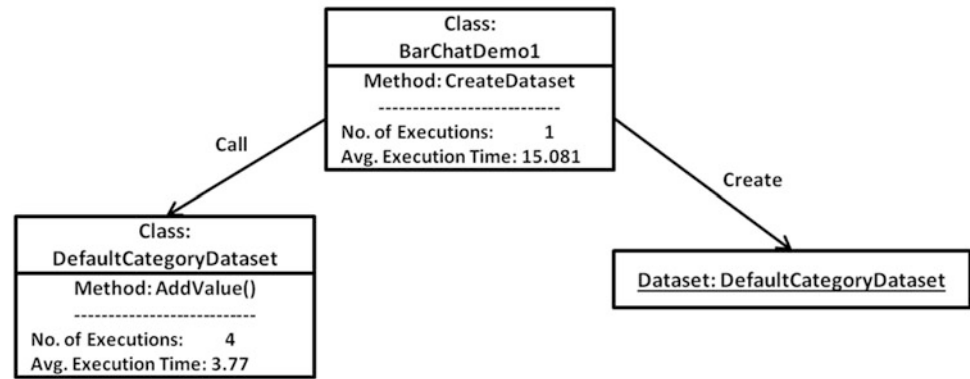 Class:
BarChatDemo1
Method: CreateDataset
---------------------------
No. of Executions: 1
Avg. Execution Time: 15.081
Call
Create
Class:
DefaultCategoryDataset
Method: AddValue()
---------------------------
No. of Executions: 4
Avg. Execution Time: 3.77
Dataset: DefaultCategoryDataset